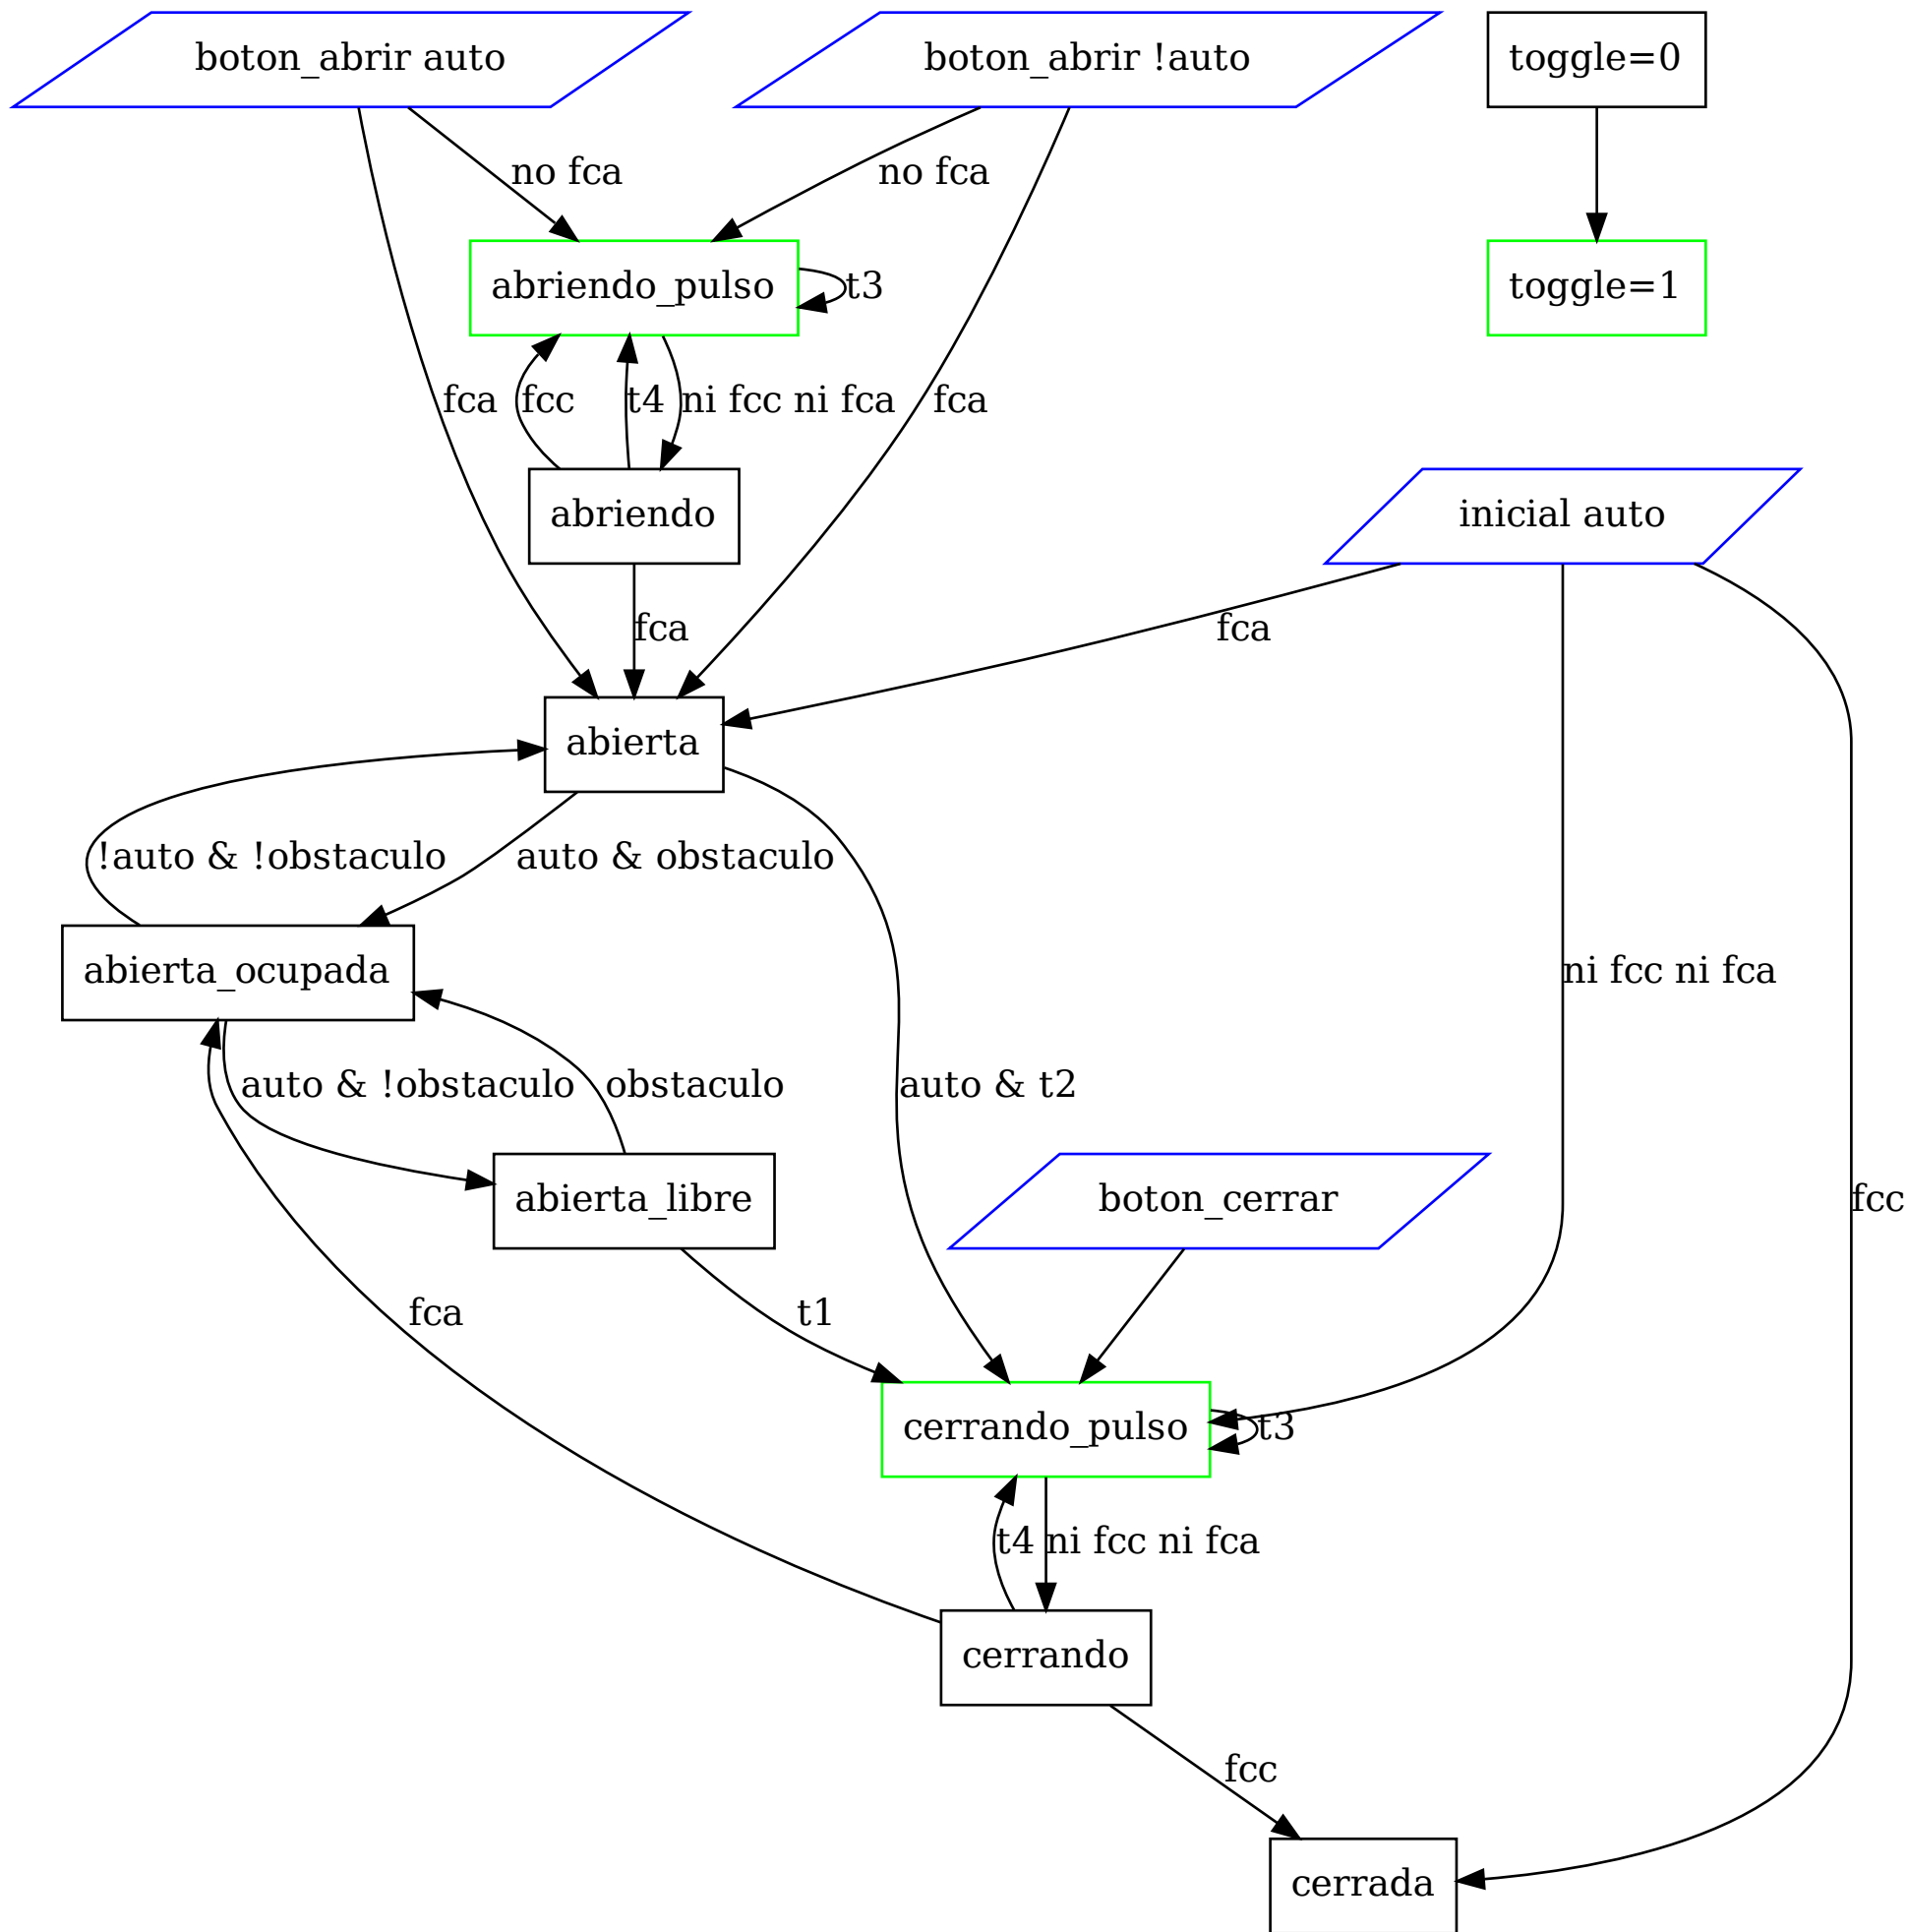 boton_abrir auto
boton_abrir !auto
toggle=0
no fca
no fca
abriendo_pulso
t3
toggle=1
fca
fcc
t4
ni fcc ni fca
fca
abriendo
inicial auto
fca
fca
abierta
!auto & !obstaculo
auto & obstaculo
abierta_ocupada
ni fcc ni fca
auto & !obstaculo
obstaculo
auto & t2
abierta_libre
boton_cerrar
fcc
fca
t1
cerrando_pulso
t3
t4
ni fcc ni fca
cerrando
fcc
cerrada